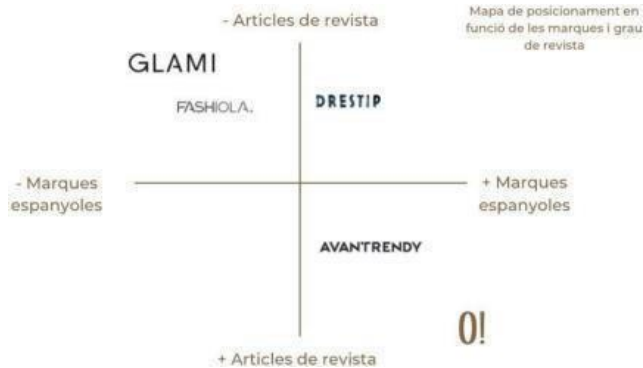 - Articles de revista
Mapa de posicionament en
funció de les marques i grau
de revista
GLAMI
FASHIOLA.
DRESTIP
- Marques
espanyoles
+ Marques
espanyoles
AVANTRENDY
O!
+ Articles de revista